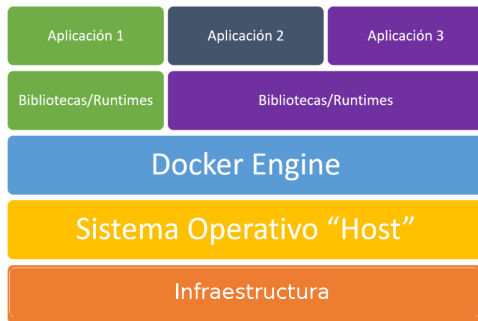 Aplicación 1
Aplicación 2
Aplicación 3
Bibliotecas/Runtimes
Bibliotecas/Runtimes
Docker Engine
Sistema Operativo “Host”
Infraestructura